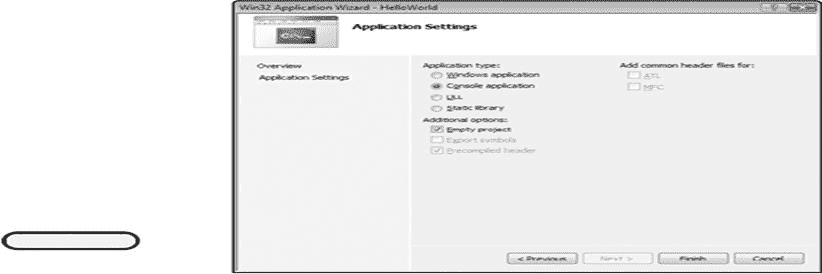 Win32 Application Wizard - HelloWorld
Application Settings
Overview
Application Settings
Application type:
Windows application
Console application
DLL
Static library
Additional options:
Empty project
Export symbols
Precompiled header
Add common header files for:
ATL
MFC
< Previous
Next >
Finish
Cancel